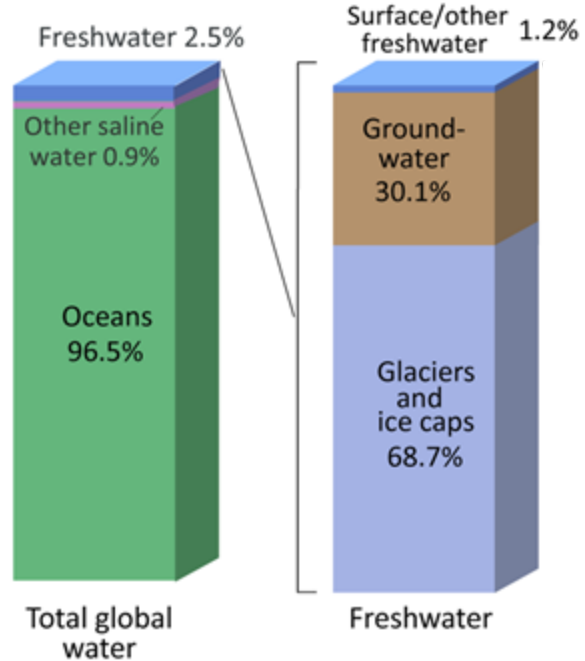 Freshwater 2.5%
Other saline
water 0.9%
Oceans
96.5%
Total global
water
Surface/other
freshwater
1.2%
Ground-
water
30.1%
Glaciers
and
ice caps
68.7%
Freshwater